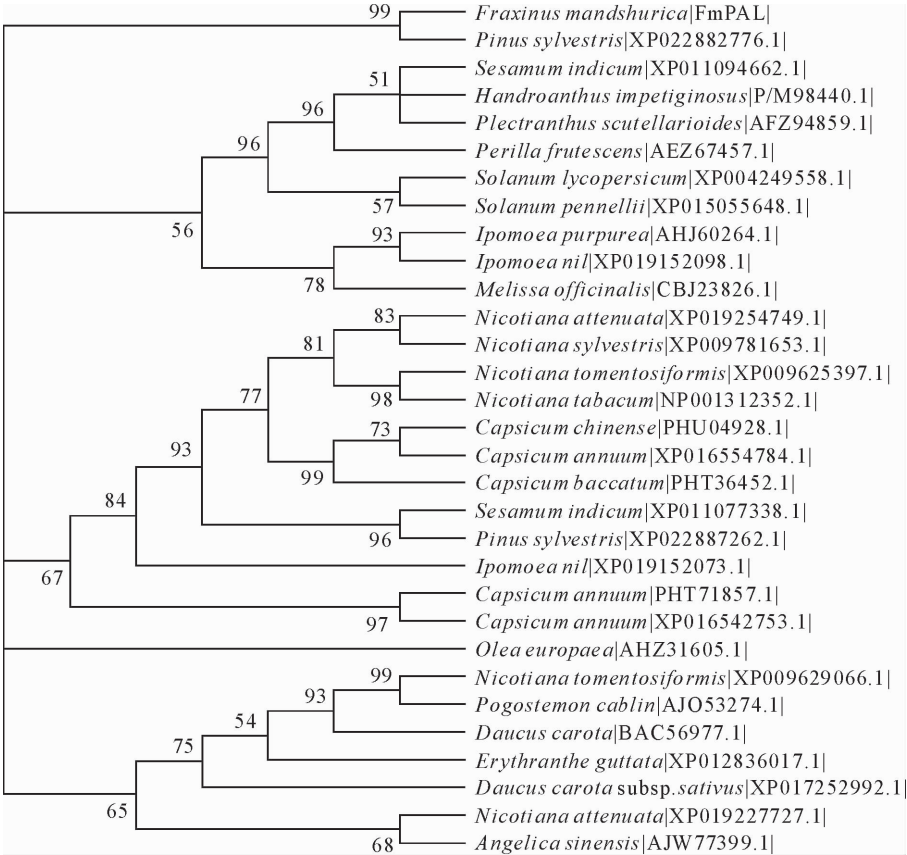 99
Fraxinus mandshurica|FmPAL|
Pinus sylvestris|XP022882776.1|
Sesamum indicum|XP011094662.1|
51
Handroanthus impetiginosus|P/M98440.1|
96
Plectranthus scutellarioides|AFZ94859.1|
96
Perilla frutescens|AEZ67457.1|
Solanum lycopersicum|XP004249558.1|
57
Solanum pennellii|XP015055648.1|
56
93
Ipomoea purpurea|AHJ60264.1|
Ipomoea nil|XP019152098.1|
78
Melissa officinalis|CBJ23826.1|
83
Nicotiana attenuata|XP019254749.1|
81
Nicotiana sylvestris|XP009781653.1|
Nicotiana tomentosiformis|XP009625397.1|
77
98
Nicotiana tabacum|NP001312352.1|
73
Capsicum chinense|PHU04928.1|
93
Capsicum annuum|XP016554784.1|
99
Capsicum baccatum|PHT36452.1|
84
Sesamum indicum|XP011077338.1|
96
Pinus sylvestris|XP022887262.1|
67
Ipomoea nil|XP019152073.1|
Capsicum annuum|PHT71857.1|
97
Capsicum annuum|XP016542753.1|
Olea europaea|AHZ31605.1|
99
Nicotiana tomentosiformis|XP009629066.1|
93
Pogostemon cablin|AJO53274.1|
54
Daucus carota|BAC56977.1|
75
Erythranthe guttata|XP012836017.1|
Daucus carota subsp.sativus|XP017252992.1|
65
Nicotiana attenuata|XP019227727.1|
68
Angelica sinensis|AJW77399.1|